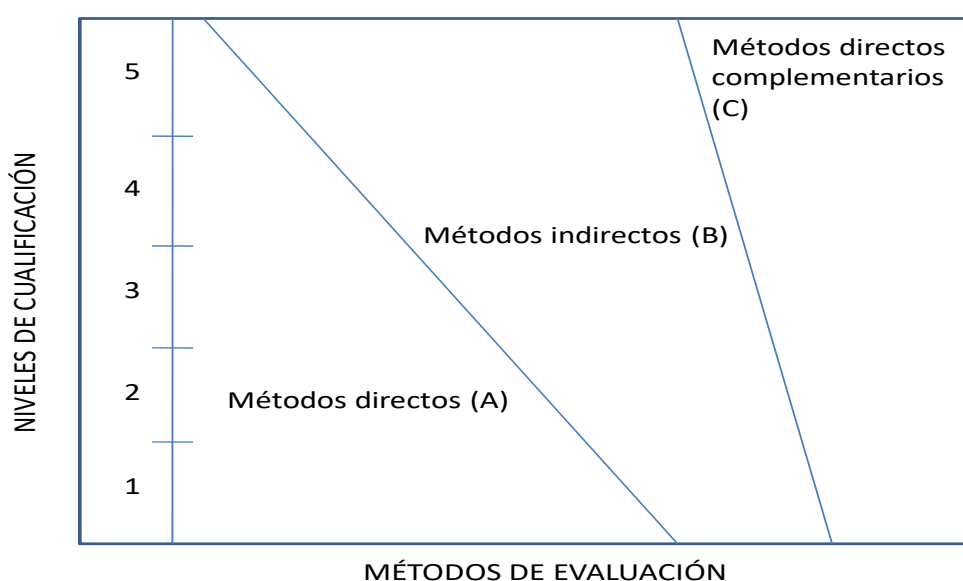 NIVELES DE CUALIFICACIÓN
5
4
3
2
1
Métodos directos
complementarios
(C)
Métodos indirectos (B)
Métodos directos (A)
MÉTODOS DE EVALUACIÓN